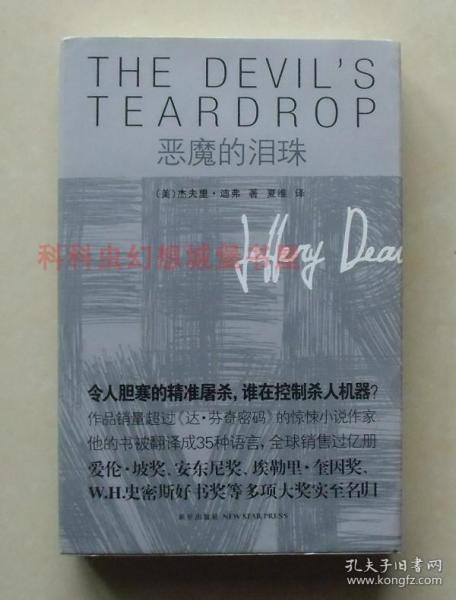 THE DEVIL'S
TEARDROP
恶魔的泪珠
(美)杰夫里·迪弗 著 夏维 译
科科虫幻想城堡书屋
Jeffery Dea
令人胆寒的精准屠杀，谁在控制杀人机器?
作品销量超过《达·芬奇密码》的惊悚小说作家
他的书被翻译成35种语言，全球销售过亿册
爱伦·坡奖、安东尼奖、埃勒里·奎因奖、
W.H.史密斯好书奖等多项大奖实至名归
新星出版社 NEW STAR PRESS
孔夫子旧书网
www.kongfz.com